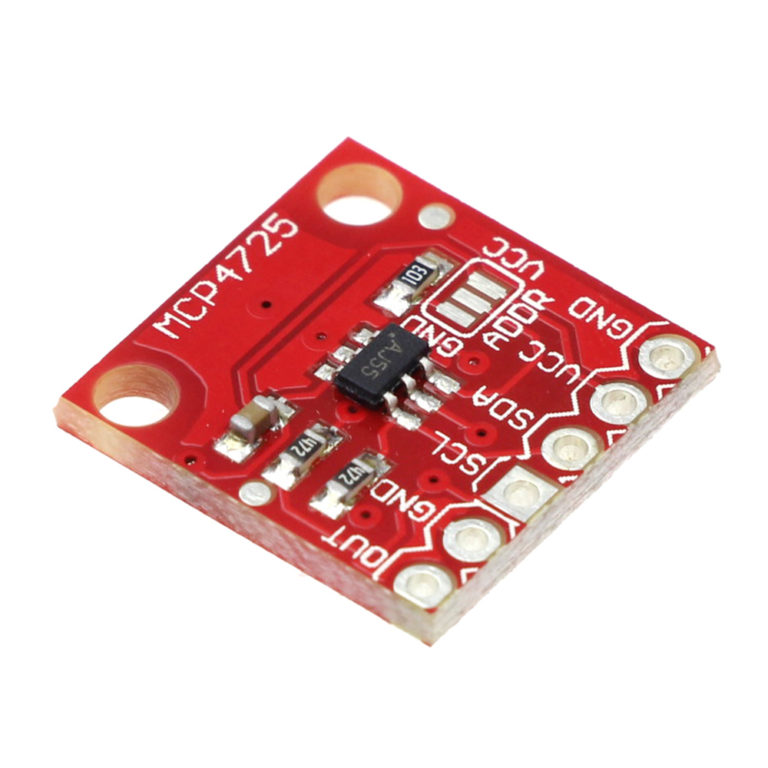 MCP4725
103
VCC
ADDR
GND
AJ55
472
472
GND
VCC
SDA
SCL
GND
OUT